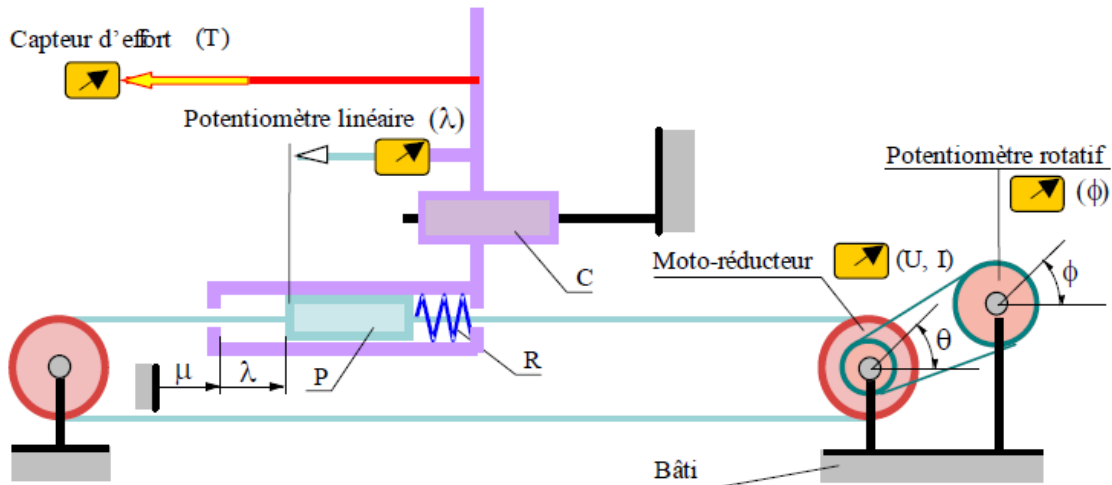 Capteur d'effort (T)
Potentiomètre linéaire (λ)
Potentiomètre rotatif
(ϕ)
Moto-réducteur
(U, I)
C
ϕ
θ
μ
λ
P
R
Bâti